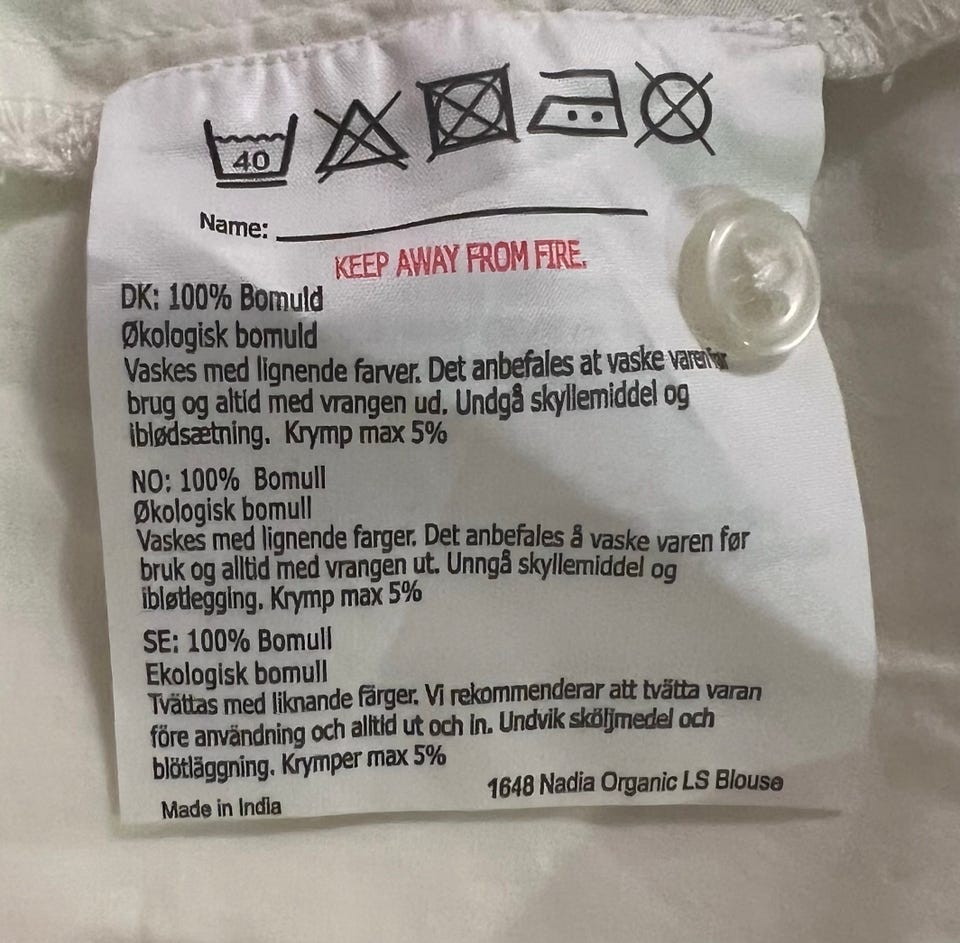 40
Name:
KEEP AWAY FROM FIRE.
DK: 100% Bomuld
Økologisk bomuld
Vaskes med lignende farver. Det anbefales at vaske varen før
brug og altid med vrangen ud. Undgå skyllemiddel og
iblødsætning. Krymp max 5%
NO: 100% Bomull
Økologisk bomull
Vaskes med lignende farger. Det anbefales å vaske varen før
bruk og alltid med vrangen ut. Unngå skyllemiddel og
ibløtlegging. Krymp max 5%
SE: 100% Bomull
Ekologisk bomull
Tvättas med liknande färger. Vi rekommenderar att tvätta varan
före användning och alltid ut och in. Undvik sköljmedel och
blötläggning. Krymper max 5%
1648 Nadia Organic LS Blouse
Made in India